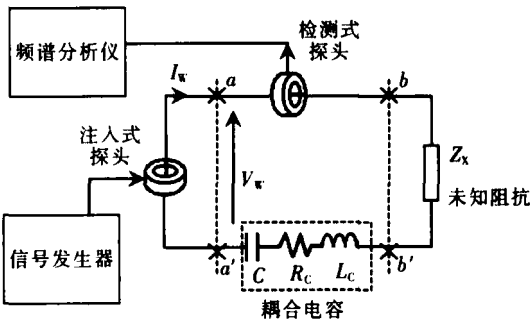 频谱分析仪
检测式
探头
I_W
a
b
注入式
探头
V_W
Z_X
未知阻抗
信号发生器
a'
C
R_C
L_C
b'
耦合电容